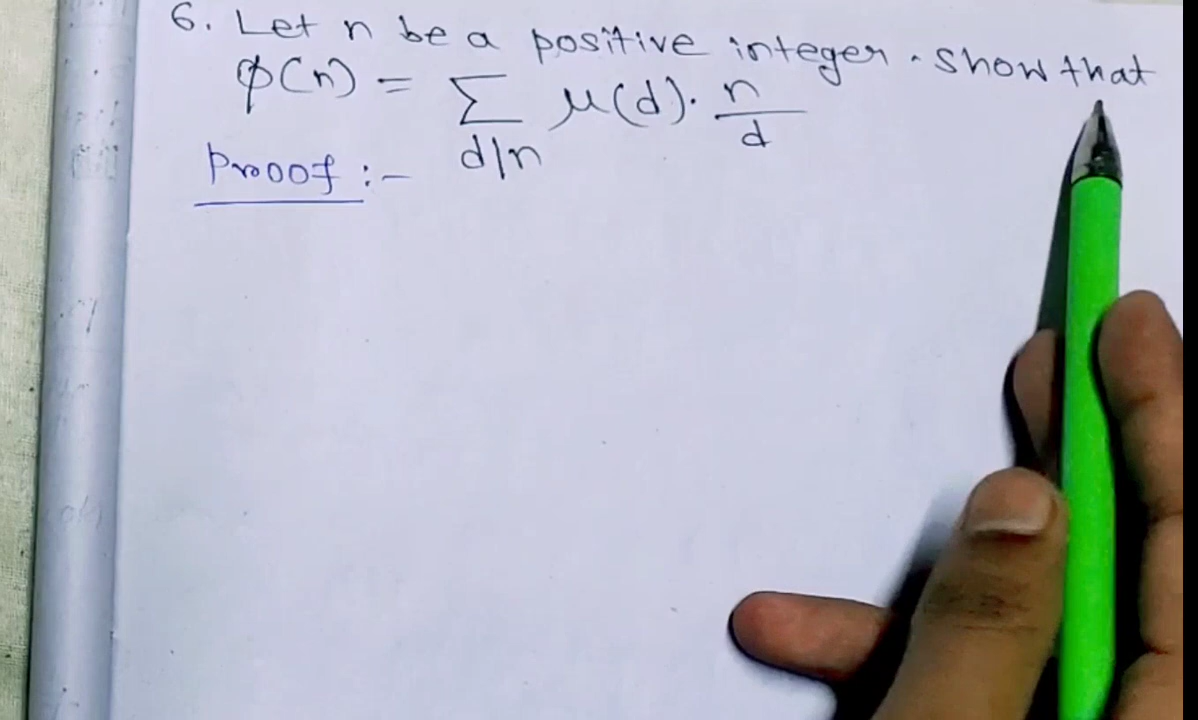 6. Let n be a positive integer. show that
φ(n) = ∑ μ(d). n/d
d|n
Proof :-